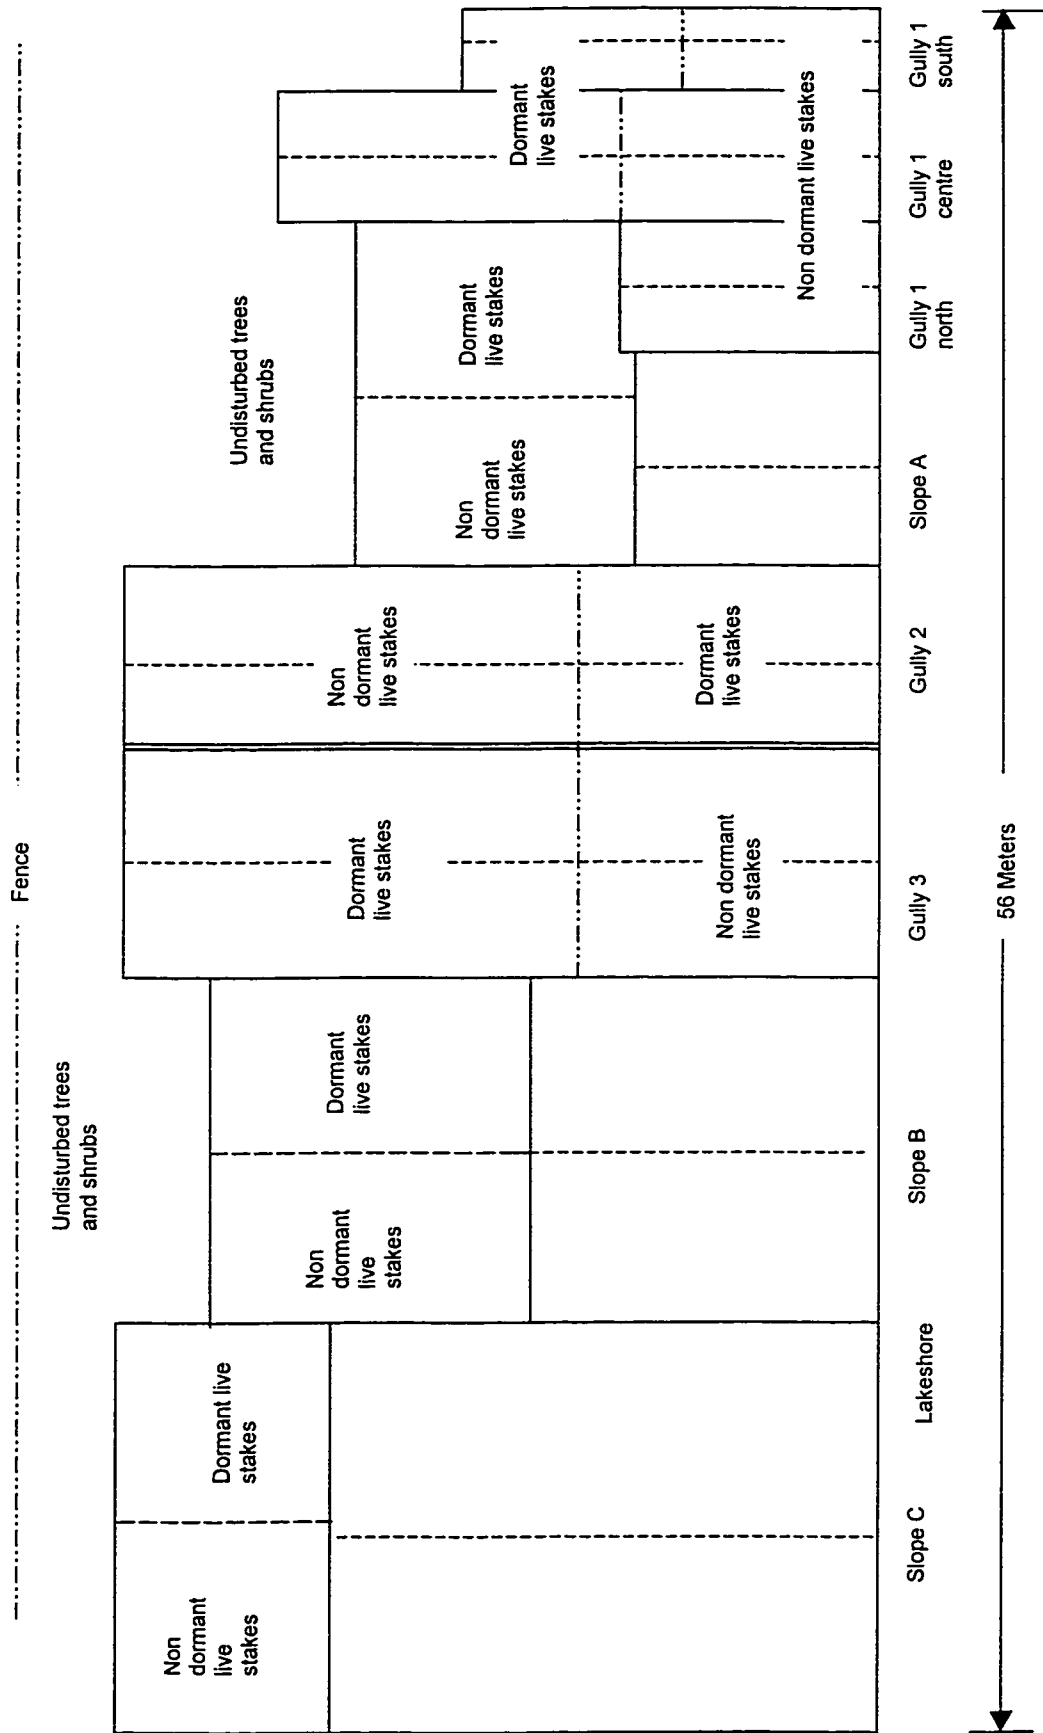 Fence
Undisturbed trees
and shrubs
Undisturbed trees
and shrubs
Non
dormant
live
stakes
Dormant live
stakes
Non
dormant
live
stakes
Dormant
live stakes
Dormant
live stakes
Non dormant
live stakes
Non
dormant
live stakes
Dormant
live stakes
Non
dormant
live stakes
Dormant
live stakes
Dormant
live stakes
Non dormant live stakes
Slope C
Lakeshore
Slope B
Gully 3
Gully 2
Slope A
Gully 1
north
Gully 1
centre
Gully 1
south
56 Meters